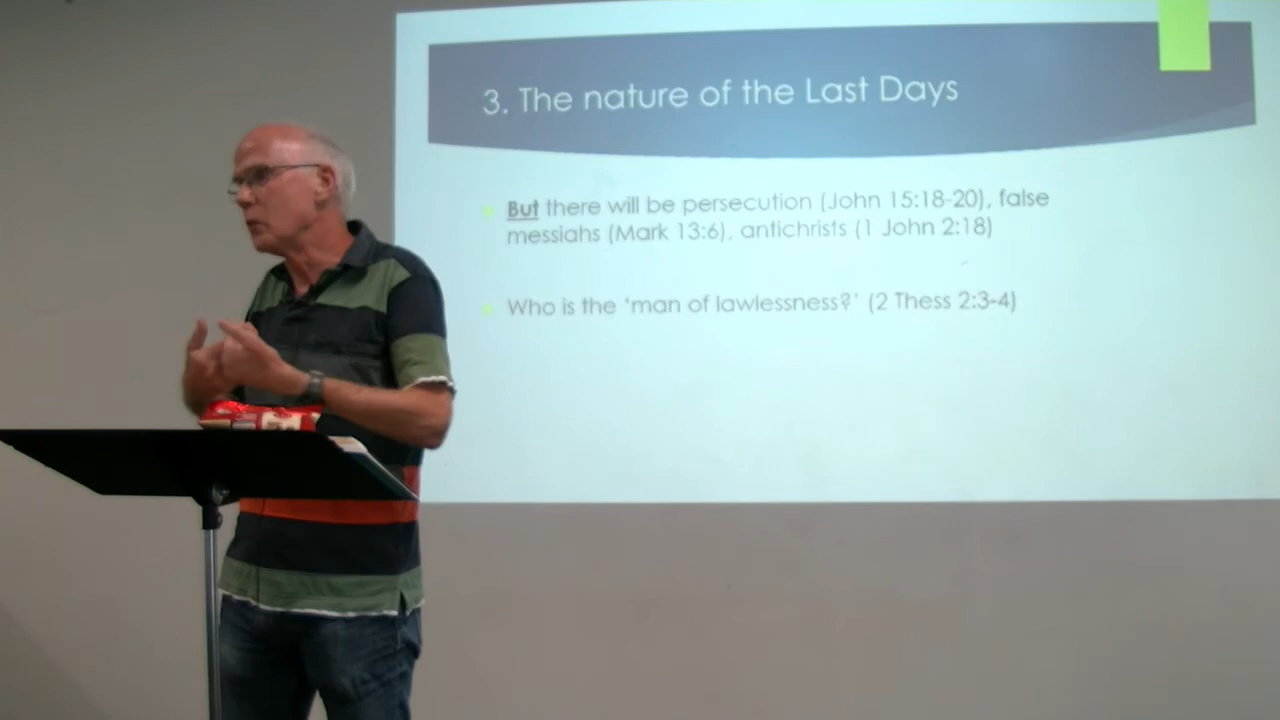 3. The nature of the Last Days
But there will be persecution (John 15:18-20), false
messiahs (Mark 13:6), antichrists (1 John 2:18)
Who is the ‘man of lawlessness?’ (2 Thess 2:3-4)